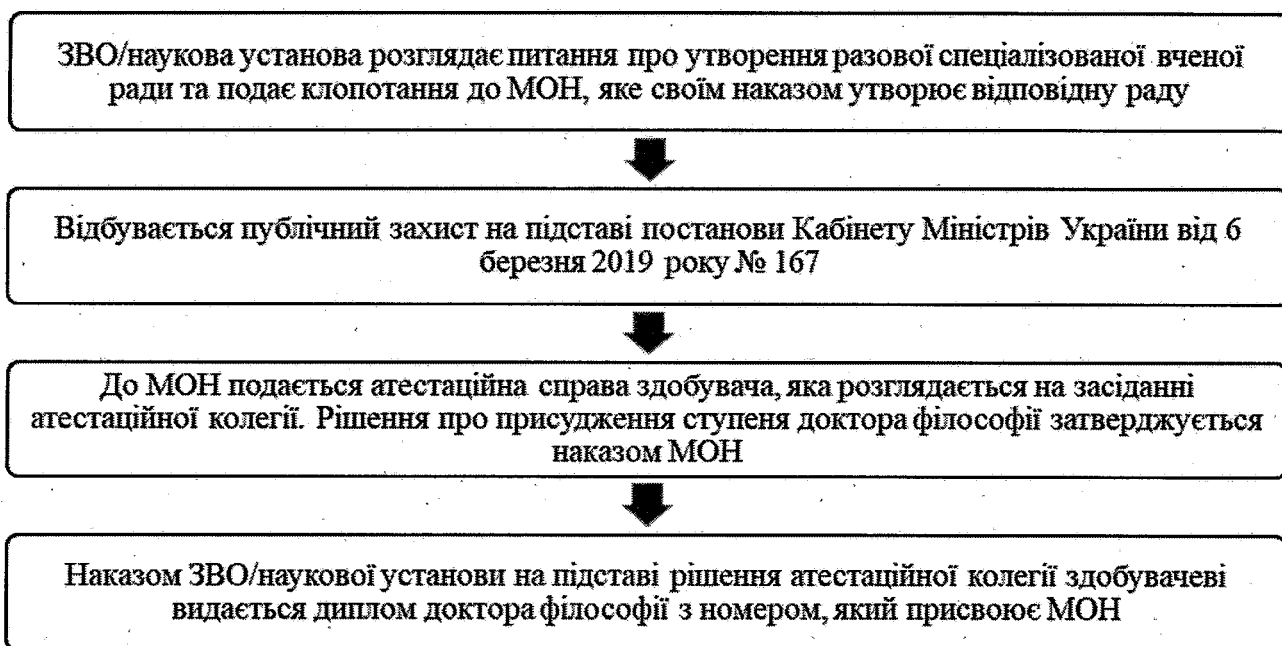 ЗВО/наукова установа розглядає питання про утворення разової спеціалізованої вченої
ради та подає клопотання до МОН, яке своїм наказом утворює відповідну раду
Відбувається публічний захист на підставі постанови Кабінету Міністрів України від 6
березня 2019 року № 167
До МОН подається атестаційна справа здобувача, яка розглядається на засіданні
атестаційної колегії. Рішення про присудження ступеня доктора філософії затверджується
наказом МОН
Наказом ЗВО/наукової установи на підставі рішення атестаційної колегії здобувачеві
видається диплом доктора філософії з номером, який присвоює МОН